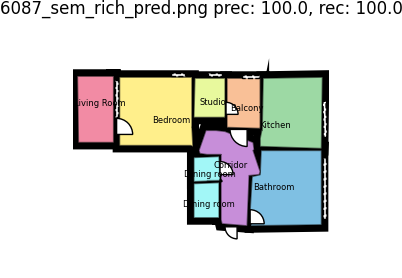 6087_sem_rich_pred.png prec: 100.0, rec: 100.0
Living Room
Studio
Balcony
Bedroom
Kitchen
Corridor
Dining room
Bathroom
Dining room